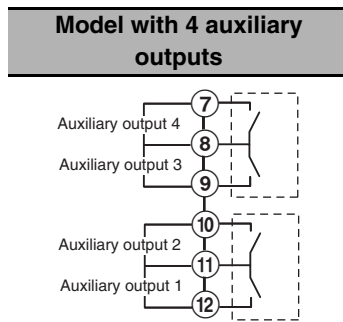 Model with 4 auxiliary
outputs
7
Auxiliary output 4
8
Auxiliary output 3
9
10
Auxiliary output 2
11
Auxiliary output 1
12